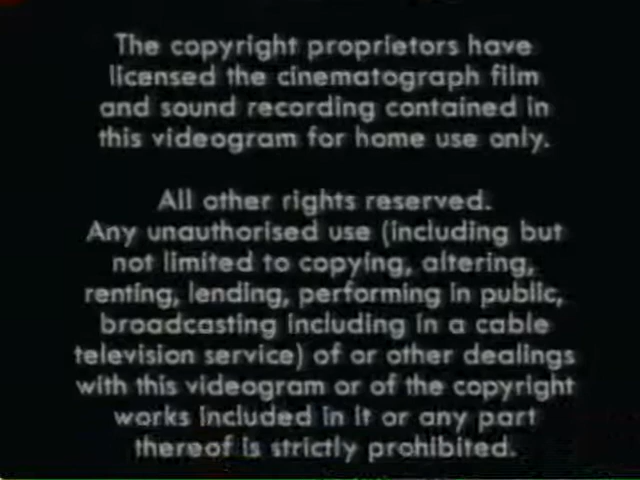 The copyright proprietors have
licensed the cinematograph film
and sound recording contained in
this videogram for home use only.
All other rights reserved.
Any unauthorised use (including but
not limited to copying, altering,
renting, lending, performing in public,
broadcasting including in a cable
television service) of or other dealings
with this videogram or of the copyright
works included in it or any part
thereof is strictly prohibited.